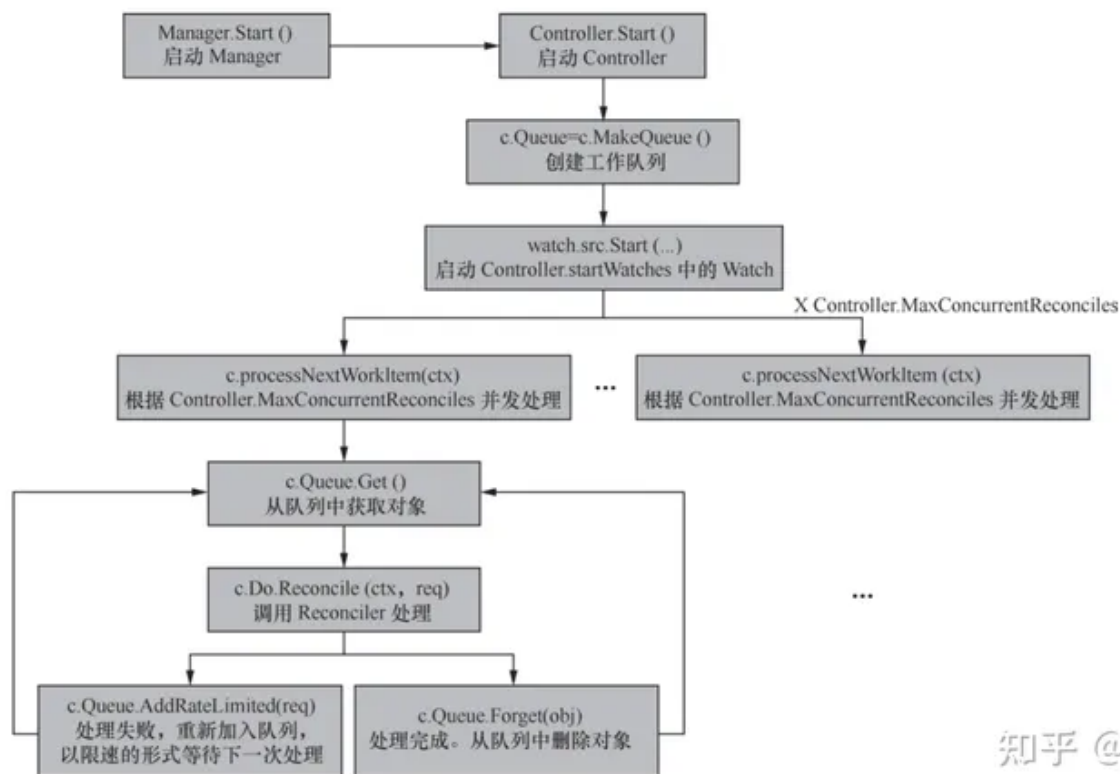 Manager.Start ()
启动 Manager
Controller.Start ()
启动 Controller
c.Queue=c.MakeQueue ()
创建工作队列
watch.src.Start (...)
启动 Controller.startWatches 中的 Watch
X Controller.MaxConcurrentReconciles
c.processNextWorkItem(ctx)
根据 Controller.MaxConcurrentReconciles 并发处理
...
c.processNextWorkItem (ctx)
根据 Controller.MaxConcurrentReconciles 并发处理
c.Queue.Get ()
从队列中获取对象
c.Do.Reconcile (ctx，req)
调用 Reconciler 处理
...
c.Queue.AddRateLimited(req)
处理失败，重新加入队列，
以限速的形式等待下一次处理
c.Queue.Forget(obj)
处理完成。从队列中删除对象
知乎 @